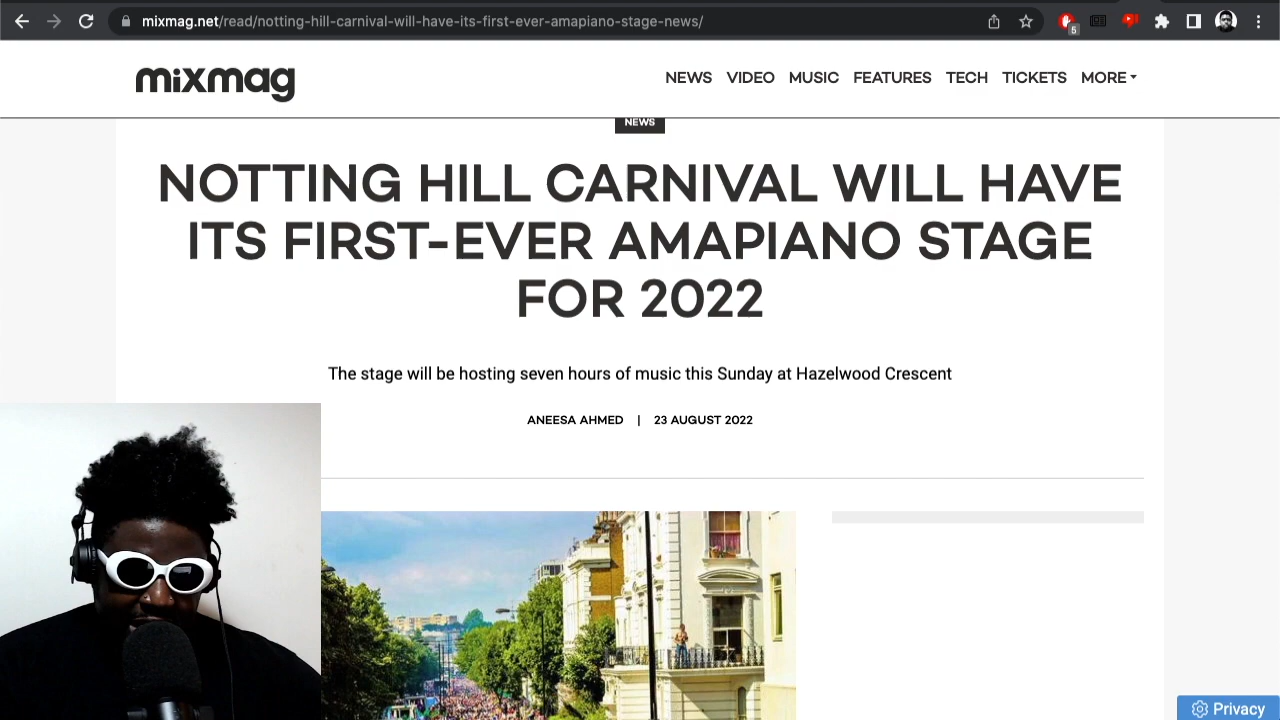 mixmag.net/read/notting-hill-carnival-will-have-its-first-ever-amapiano-stage-news/
5
mixmag
NEWS VIDEO MUSIC FEATURES TECH TICKETS MORE
NEWS
NOTTING HILL CARNIVAL WILL HAVE
ITS FIRST-EVER AMAPIANO STAGE
FOR 2022
The stage will be hosting seven hours of music this Sunday at Hazelwood Crescent
ANEESA AHMED | 23 AUGUST 2022
Privacy